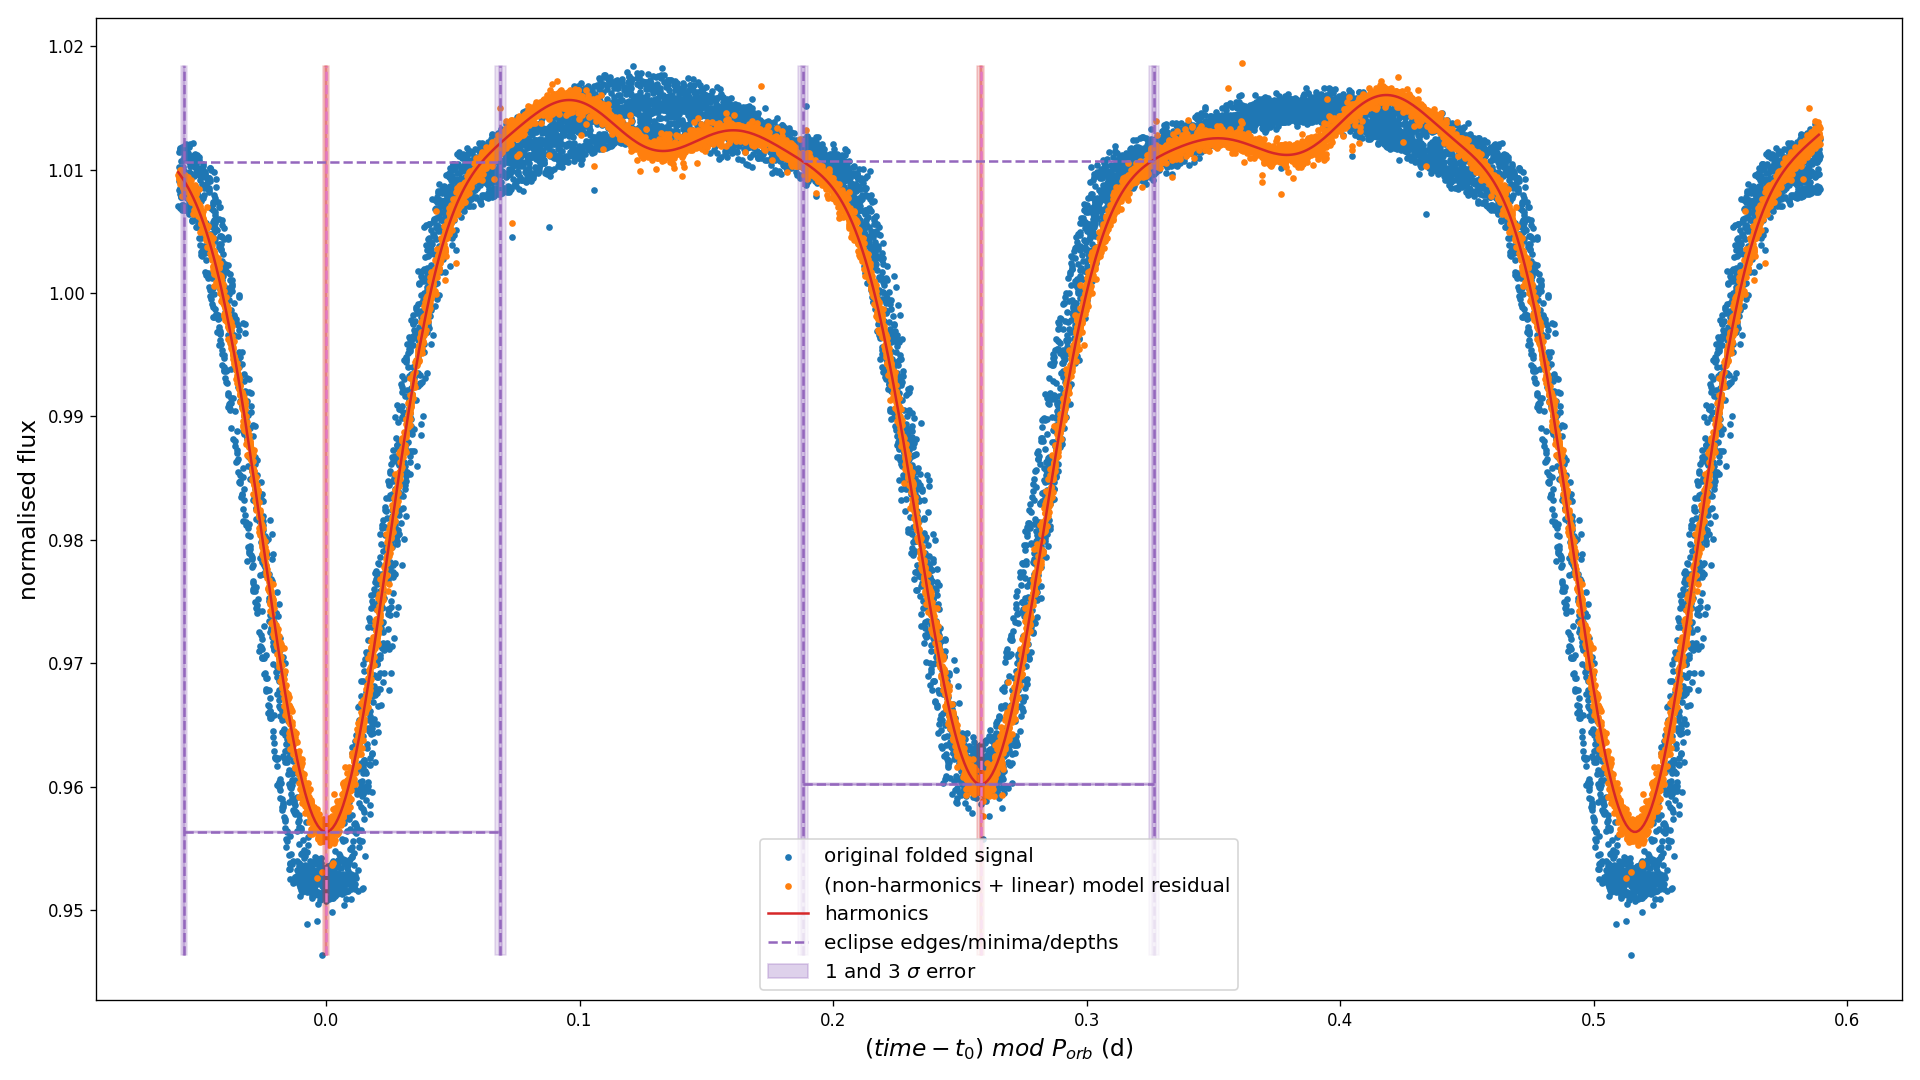 1.02
1.01
1.00
0.99
0.98
0.97
0.96
0.95
normalised flux
original folded signal
(non-harmonics + linear) model residual
harmonics
eclipse edges/minima/depths
1 and 3 σ error
0.0 0.1 0.2 0.3 0.4 0.5 0.6
(time − t₀) mod Pₒᵣb (d)